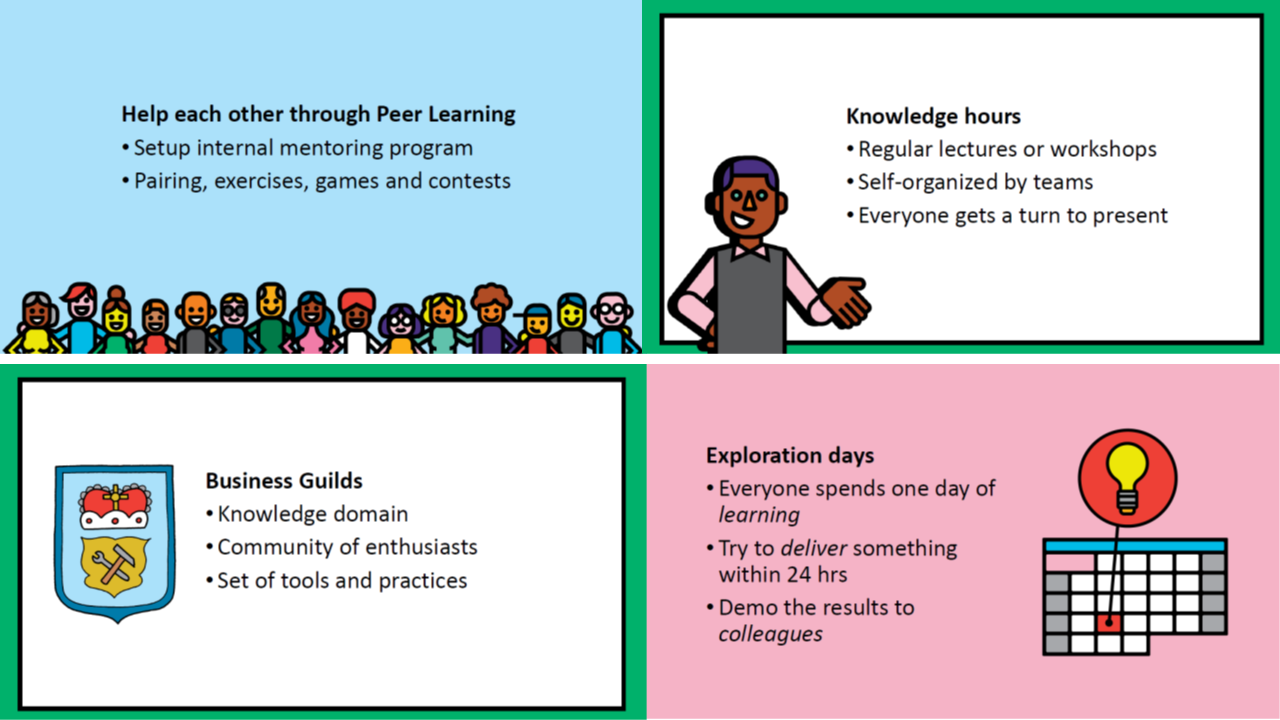 Help each other through Peer Learning
• Setup internal mentoring program
• Pairing, exercises, games and contests
Knowledge hours
• Regular lectures or workshops
• Self-organized by teams
• Everyone gets a turn to present
Business Guilds
• Knowledge domain
• Community of enthusiasts
• Set of tools and practices
Exploration days
• Everyone spends one day of
learning
• Try to deliver something
within 24 hrs
• Demo the results to
colleagues